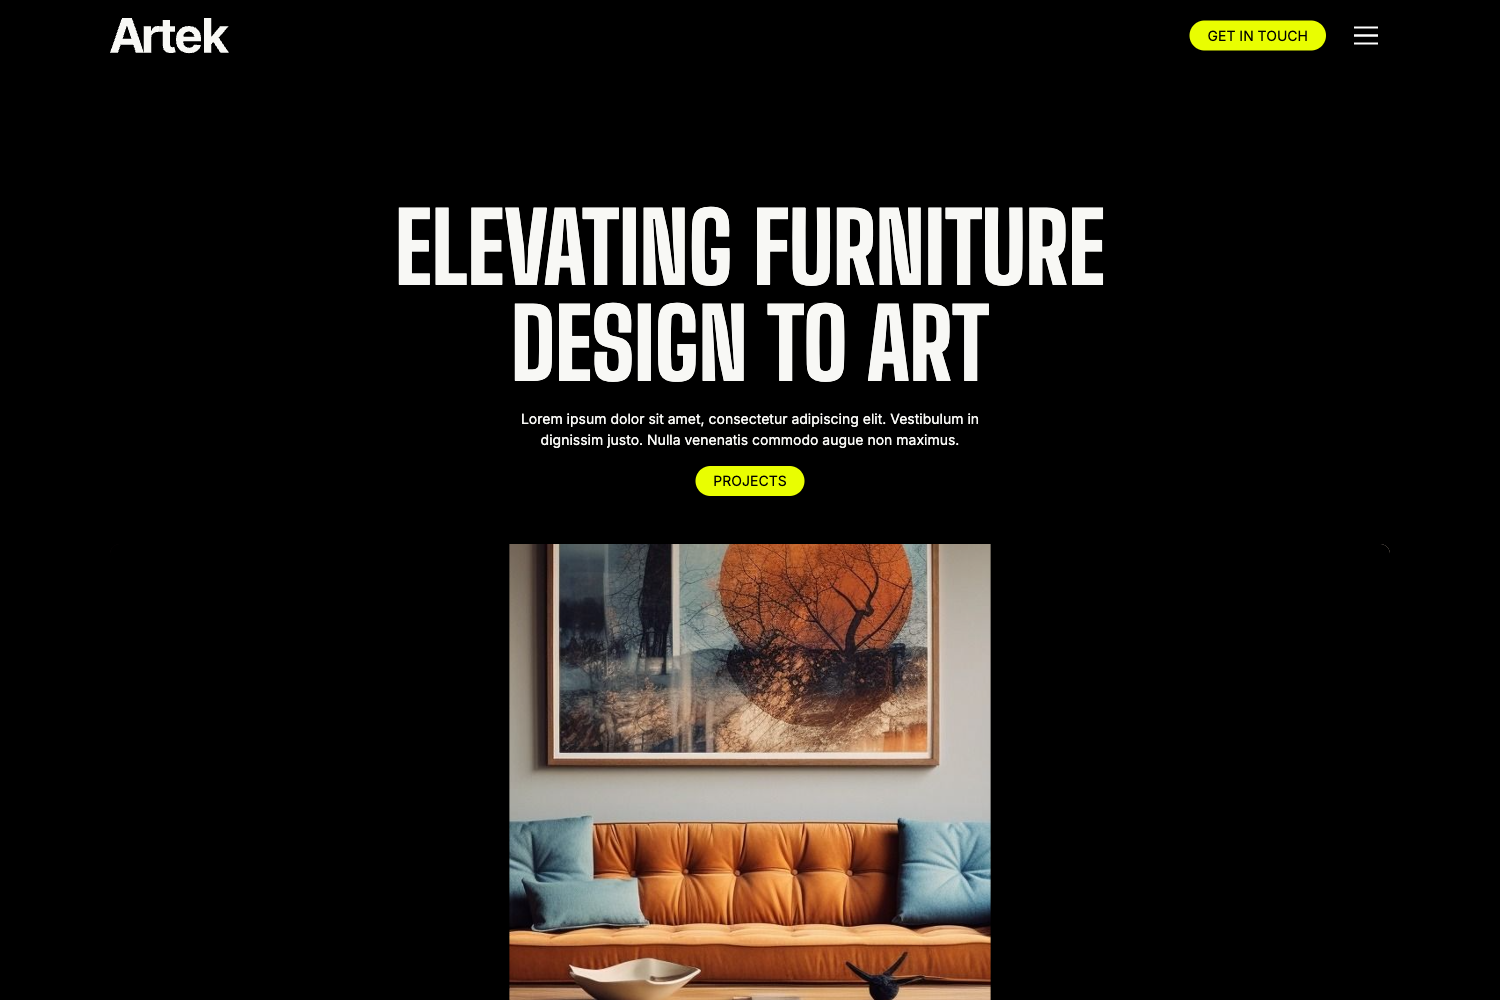 Artek
GET IN TOUCH
ELEVATING FURNITURE
DESIGN TO ART
Lorem ipsum dolor sit amet, consectetur adipiscing elit. Vestibulum in
dignissim justo. Nulla venenatis commodo augue non maximus.
PROJECTS